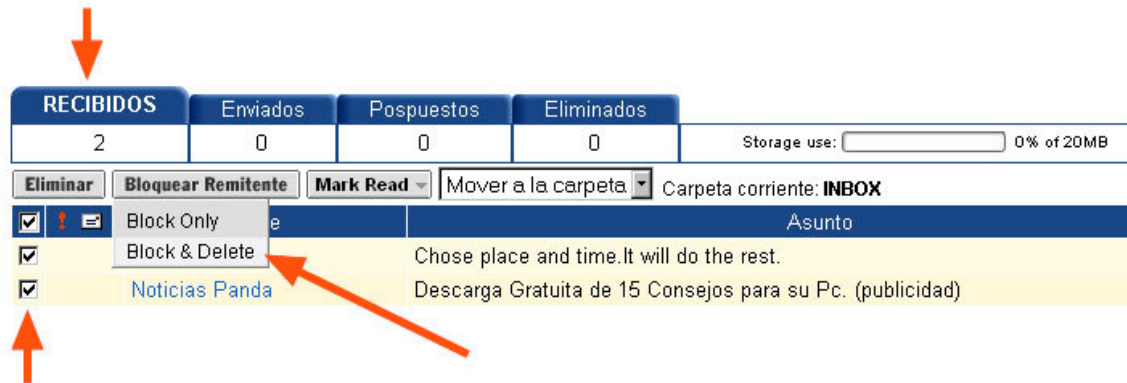 RECIBIDOS Enviados Pospuestos Eliminados
2 0 0 0 Storage use: 0% of 20MB
Eliminar Bloquear Remitente Mark Read Mover a la carpeta Carpeta corriente: INBOX
Block Only Asunto
Block & Delete Chose place and time.It will do the rest.
Noticias Panda Descarga Gratuita de 15 Consejos para su Pc. (publicidad)